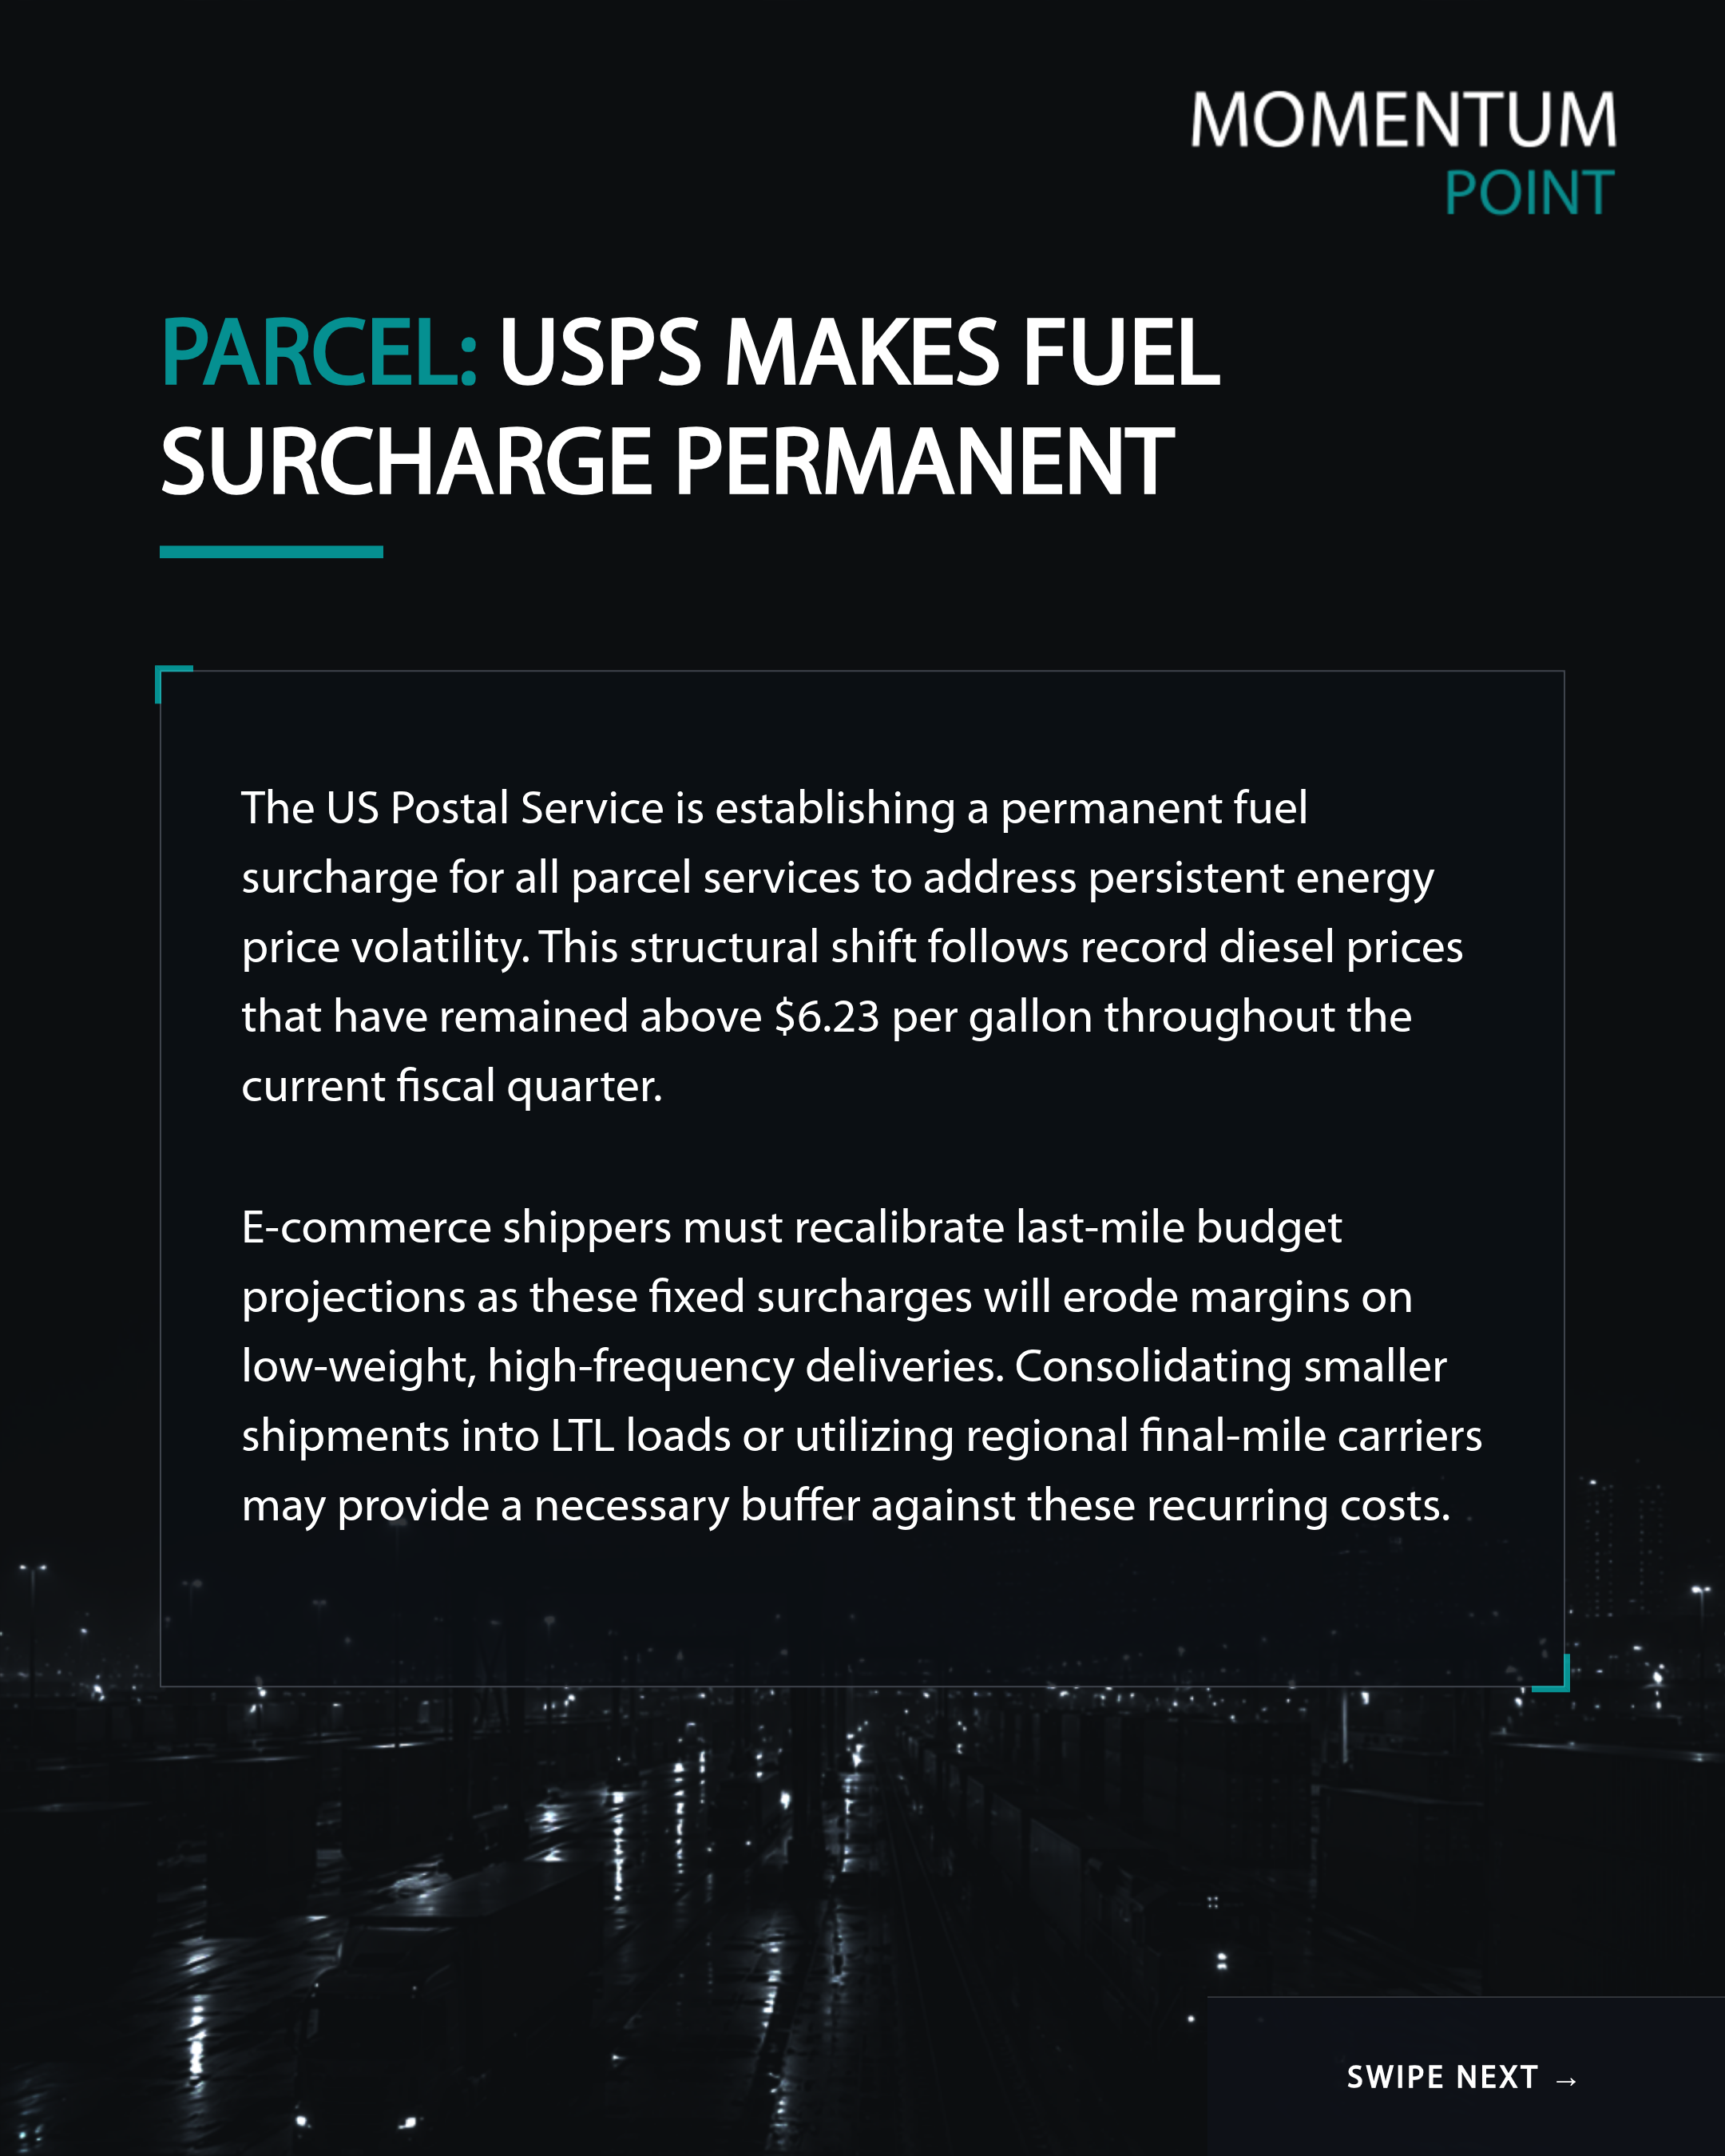 MOMENTUM
POINT
PARCEL: USPS MAKES FUEL
SURCHARGE PERMANENT
The US Postal Service is establishing a permanent fuel
surcharge for all parcel services to address persistent energy
price volatility. This structural shift follows record diesel prices
that have remained above $6.23 per gallon throughout the
current fiscal quarter.
E-commerce shippers must recalibrate last-mile budget
projections as these fixed surcharges will erode margins on
low-weight, high-frequency deliveries. Consolidating smaller
shipments into LTL loads or utilizing regional final-mile carriers
may provide a necessary buffer against these recurring costs.
SWIPE NEXT →